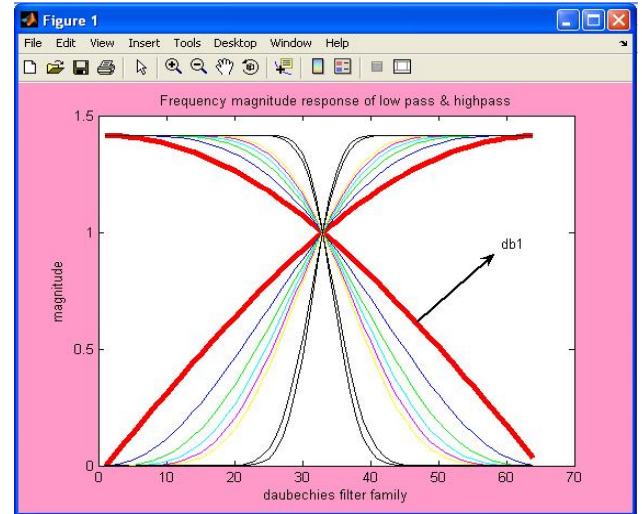 Figure 1
File Edit View Insert Tools Desktop Window Help
Frequency magnitude response of low pass & highpass
1.5
1
0.5
0
magnitude
db1
0 10 20 30 40 50 60 70
daubechies filter family